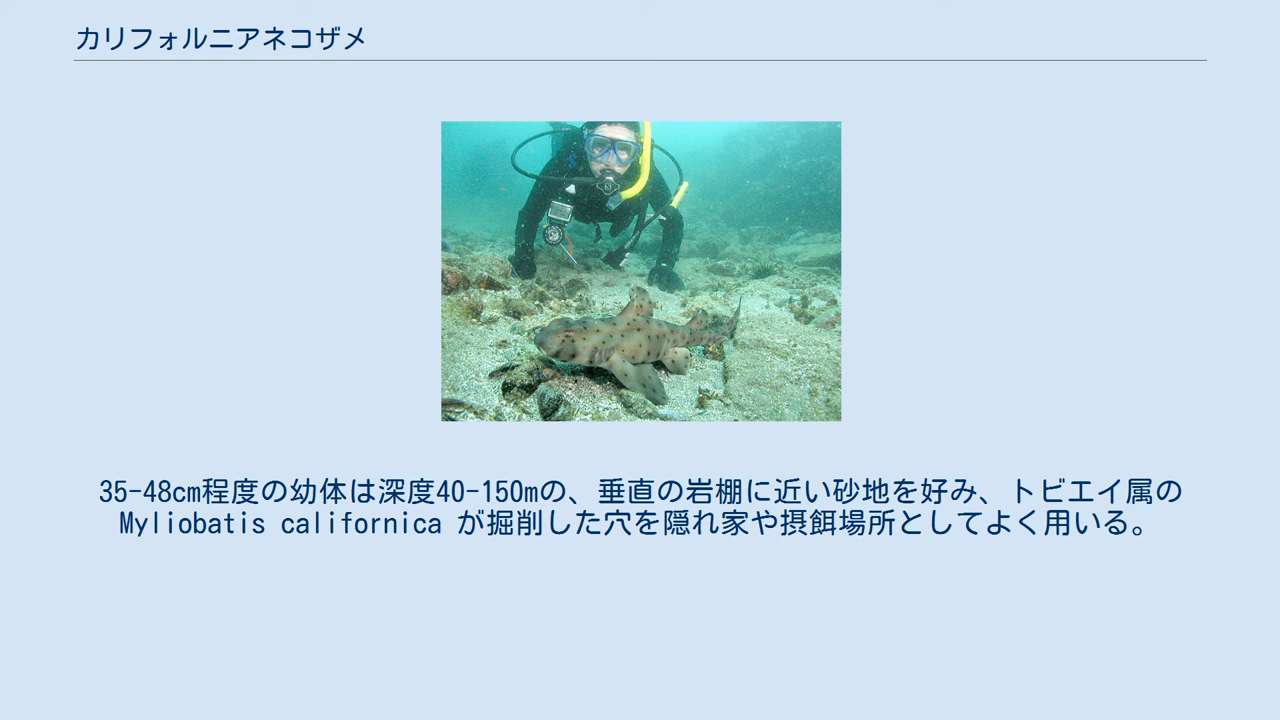 カリフォルニアネコザメ
35-48cm程度の幼体は深度40-150mの、垂直の岩棚に近い砂地を好み、トビエイ属の
Myliobatis californica が掘削した穴を隠れ家や摂餌場所としてよく用いる。